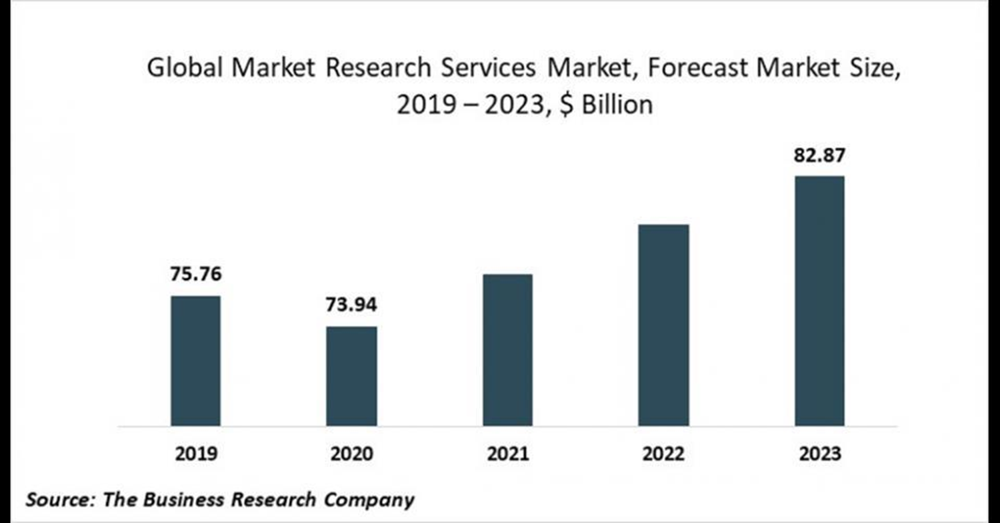 Global Market Research Services Market, Forecast Market Size,
2019 – 2023, $ Billion
82.87
75.76
73.94
2019 2020 2021 2022 2023
Source: The Business Research Company